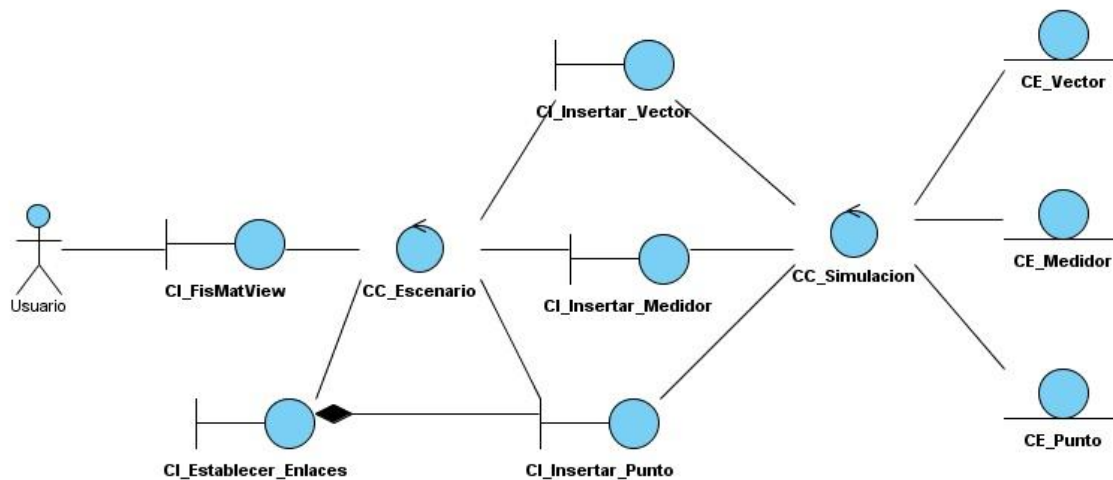 CE_Vector
CI_Insertar_Vector
Usuario
CI_FisMatView
CC_Escenario
CI_Insertar_Medidor
CC_Simulacion
CE_Medidor
CI_Establecer_Enlaces
CI_Insertar_Punto
CE_Punto